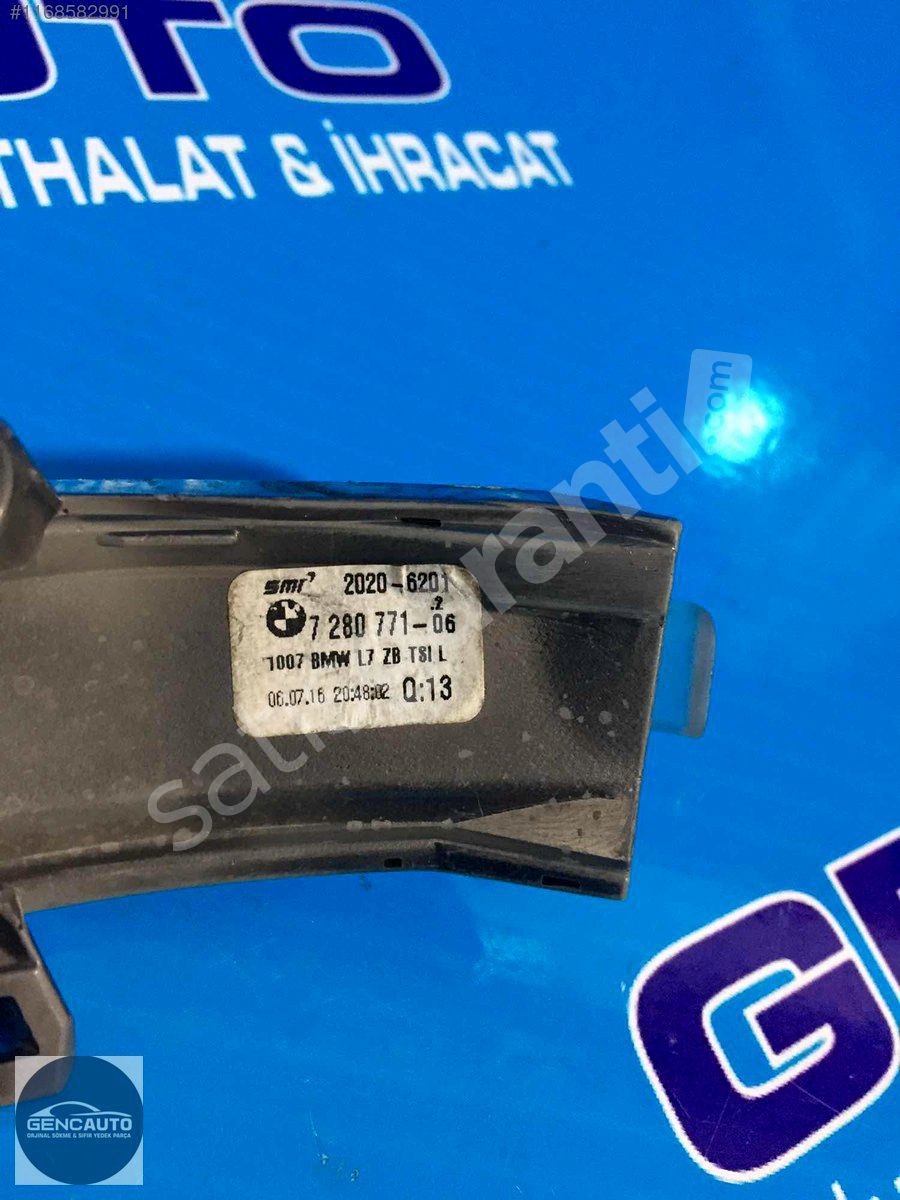 #1168582991
UTO
THALAT & İHRACAT
satılıkgaranti.com
smr 2020-6201
.2
7 280 771-06
1007 BMW L7 ZB TSI L
06.07.16 20:48:02 Q:13
GE
GENCAUTO
ORJİNAL SÖKME & SIFIR YEDEK PARÇA